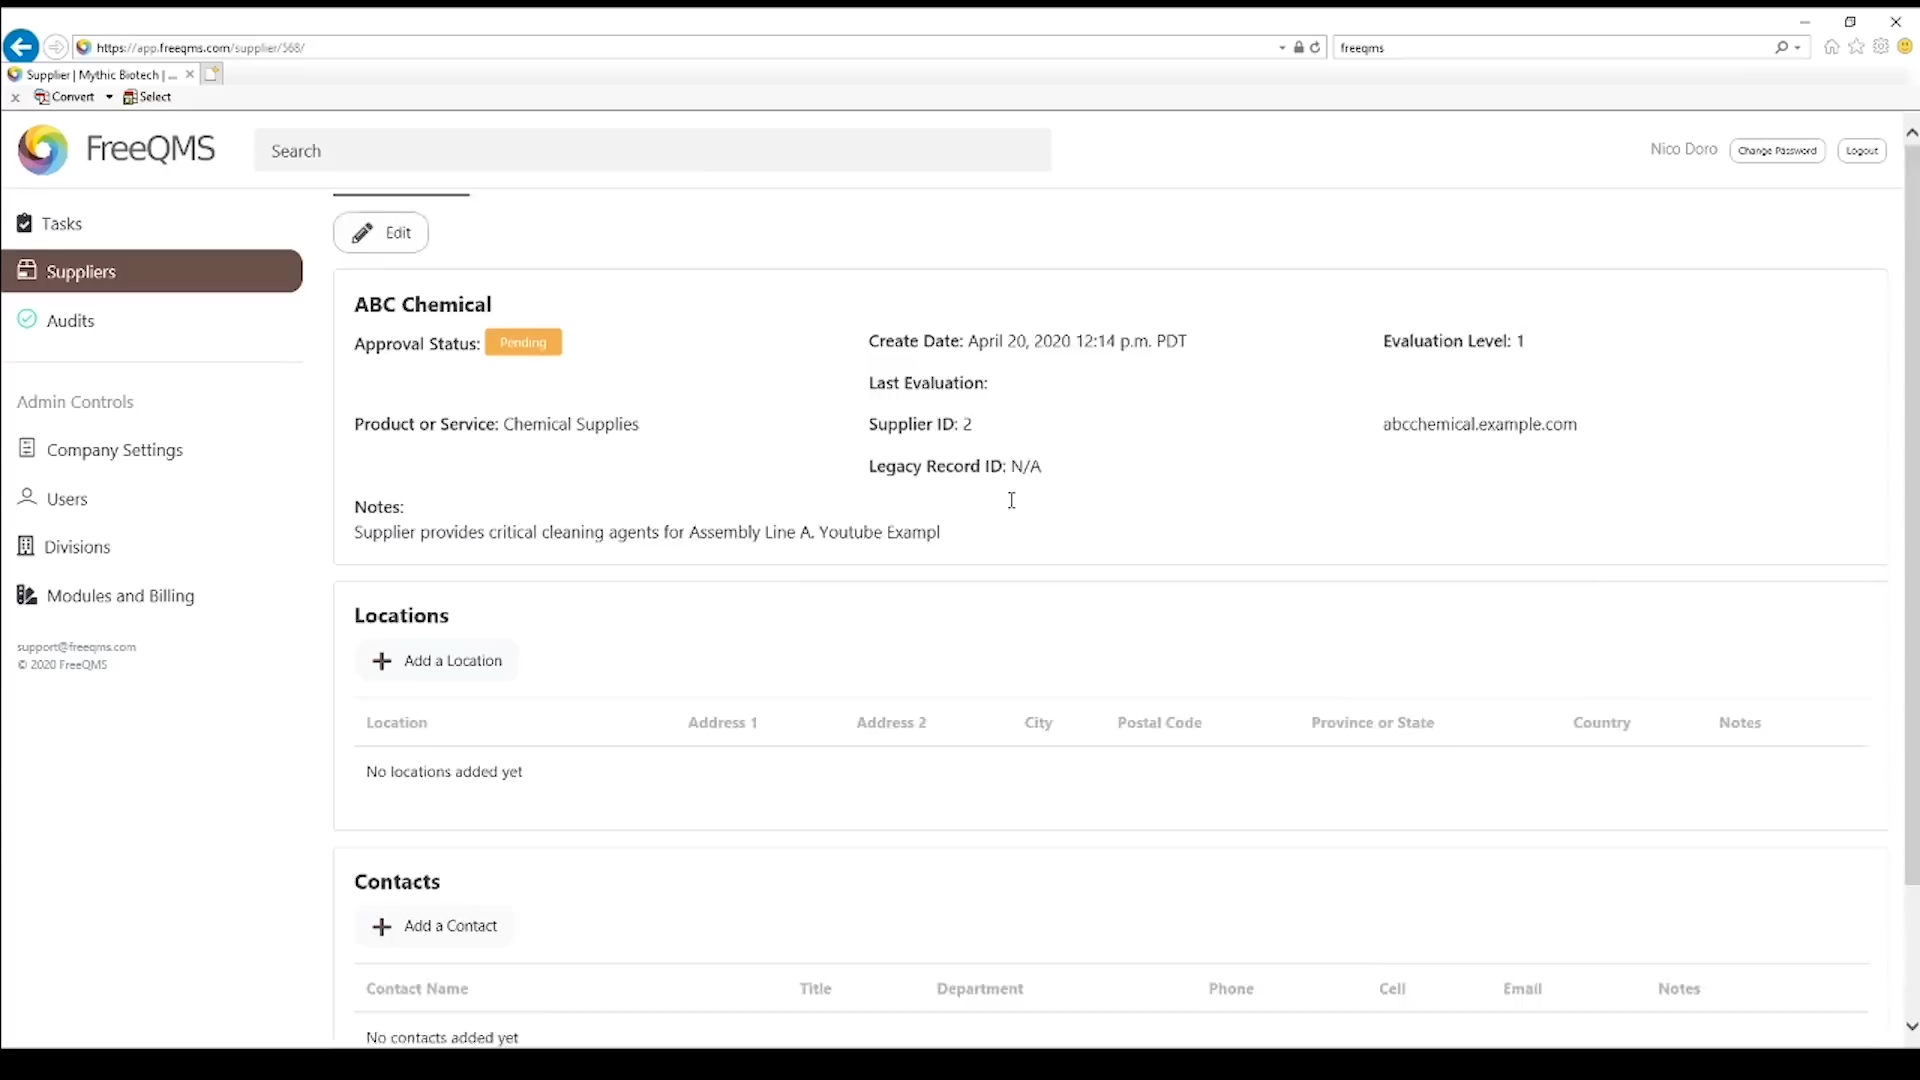 https://app.freeqms.com/supplier/568/
freeqms
Supplier | Mythic Biotech | ...
x Convert Select
FreeQMS
Search
Nico Doro
Change Password
Logout
Tasks
Suppliers
Audits
Admin Controls
Company Settings
Users
Divisions
Modules and Billing
support@freeqms.com
© 2020 FreeQMS
Edit
ABC Chemical
Approval Status: Pending
Create Date: April 20, 2020 12:14 p.m. PDT
Evaluation Level: 1
Last Evaluation:
Product or Service: Chemical Supplies
Supplier ID: 2
abcchemical.example.com
Legacy Record ID: N/A
Notes:
Supplier provides critical cleaning agents for Assembly Line A. Youtube Exampl
Locations
Add a Location
Location Address 1 Address 2 City Postal Code Province or State Country Notes
No locations added yet
Contacts
Add a Contact
Contact Name Title Department Phone Cell Email Notes
No contacts added yet